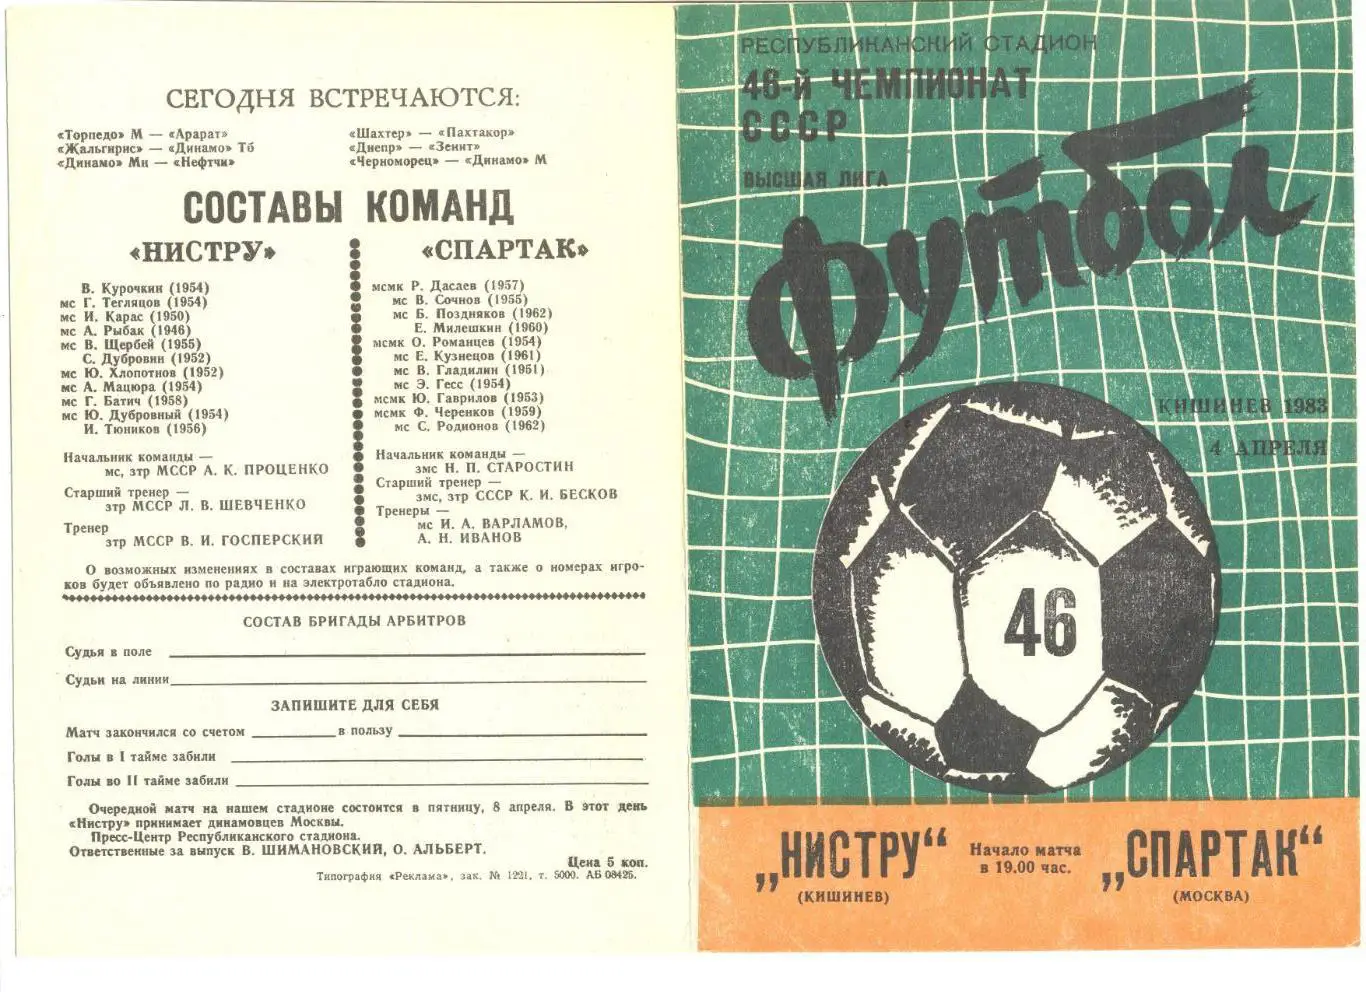 СЕГОДНЯ ВСТРЕЧАЮТСЯ:
«Торпедо» М — «Арарат»
«Жальгирис» — «Динамо» Тб
«Динамо» Мн — «Нефтчи»
«Шахтер» — «Пахтакор»
«Днепр» — «Зенит»
«Черноморец» — «Динамо» М
СОСТАВЫ КОМАНД
«НИСТРУ»
В. Курочкин (1954)
мс Г. Тегляцов (1954)
мс И. Карас (1950)
мс А. Рыбак (1946)
мс В. Щербей (1955)
С. Дубровин (1952)
мс Ю. Хлопотнов (1952)
мс А. Мацюра (1954)
мс Г. Батич (1958)
мс Ю. Дубровный (1954)
И. Тюников (1956)
Начальник команды —
мс, зтр МССР А. К. ПРОЦЕНКО
Старший тренер —
зтр МССР Л. В. ШЕВЧЕНКО
Тренер
зтр МССР В. И. ГОСПЕРСКИЙ
«СПАРТАК»
мсмк Р. Дасаев (1957)
мс В. Сочнов (1955)
мс Б. Поздняков (1962)
Е. Милешкин (1960)
мсмк О. Романцев (1954)
мс Е. Кузнецов (1961)
мс В. Гладилин (1951)
мс Э. Гесс (1954)
мсмк Ю. Гаврилов (1953)
мсмк Ф. Черенков (1959)
мс С. Родионов (1962)
Начальник команды —
змс Н. П. СТАРОСТИН
Старший тренер —
змс, зтр СССР К. И. БЕСКОВ
Тренеры —
мс И. А. ВАРЛАМОВ,
А. Н. ИВАНОВ
О возможных изменениях в составах играющих команд, а также о номерах игро-
ков будет объявлено по радио и на электротабло стадиона.
СОСТАВ БРИГАДЫ АРБИТРОВ
Судья в поле
Судьи на линии
ЗАПИШИТЕ ДЛЯ СЕБЯ
Матч закончился со счетом в пользу
Голы в I тайме забили
Голы во II тайме забили
Очередной матч на нашем стадионе состоится в пятницу, 8 апреля. В этот день
«Нистру» принимает динамовцев Москвы.
Пресс-Центр Республиканского стадиона.
Ответственные за выпуск В. ШИМАНОВСКИЙ, О. АЛЬБЕРТ.
Цена 5 коп.
Типография «Реклама», зак. № 1221, т. 5000. АБ 08425.
РЕСПУБЛИКАНСКИЙ СТАДИОН
46-й ЧЕМПИОНАТ
СССР
ВЫСШАЯ ЛИГА
Футбол
КИШИНЕВ 1983
4 АПРЕЛЯ
46
„НИСТРУ“
(КИШИНЕВ)
Начало матча
в 19.00 час.
„СПАРТАК“
(МОСКВА)